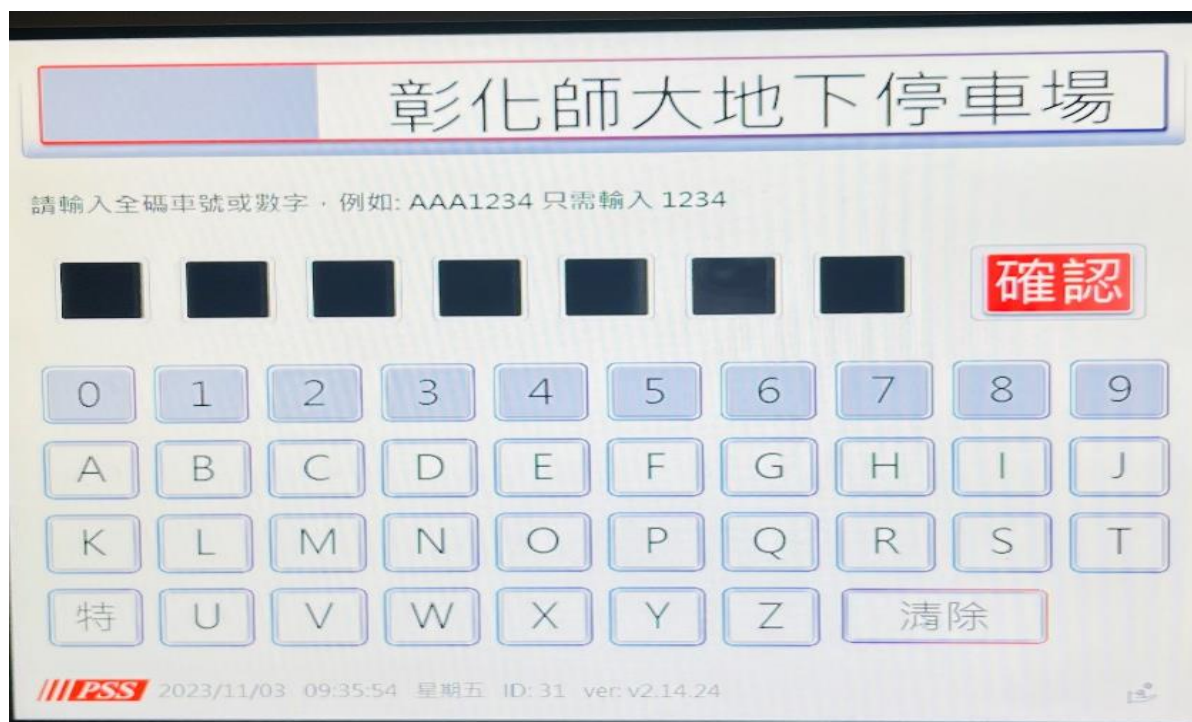 彰化師大地下停車場
請輸入全碼車號或數字，例如: AAA1234 只需輸入 1234
確認
0 1 2 3 4 5 6 7 8 9
A B C D E F G H I J
K L M N O P Q R S T
特 U V W X Y Z 清除
PSS 2023/11/03 09:35:54 星期五 ID: 31 ver: v2.14.24